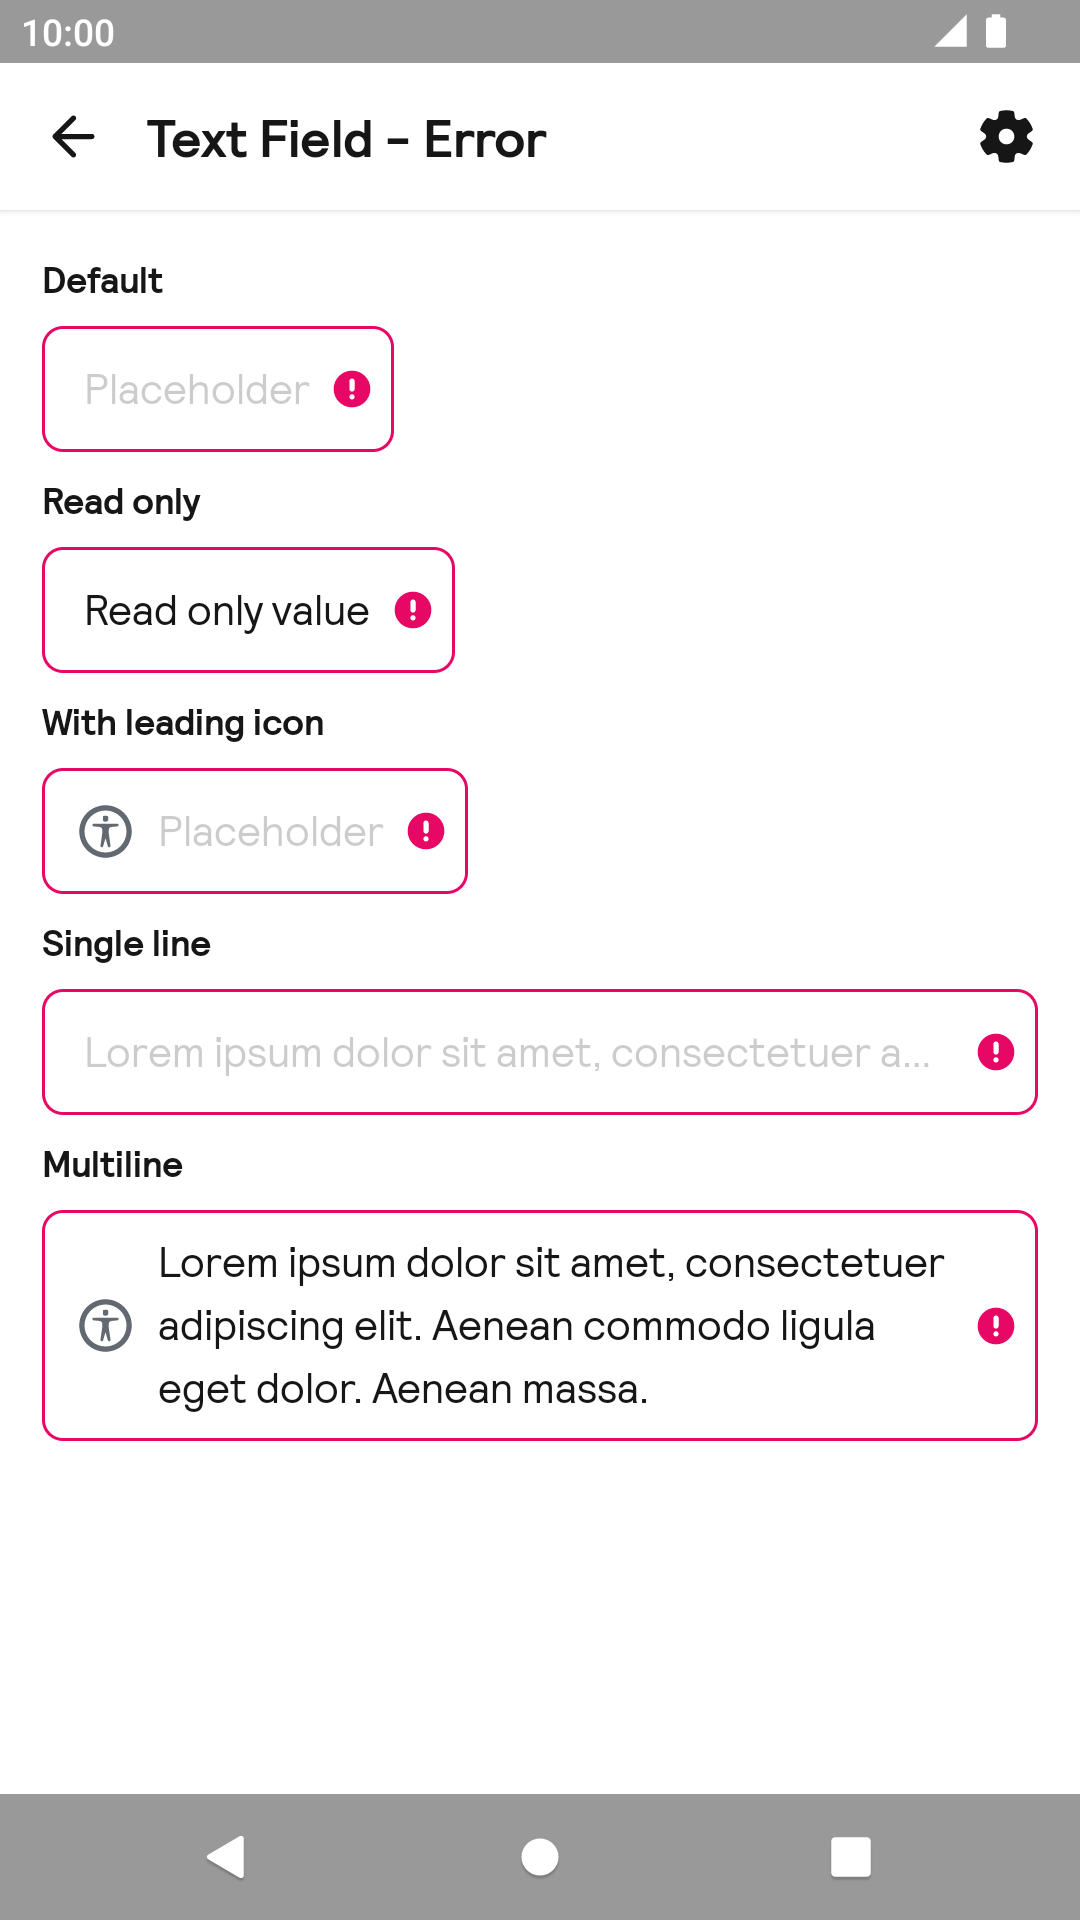 10:00
Text Field - Error
Default
Placeholder
Read only
Read only value
With leading icon
Placeholder
Single line
Lorem ipsum dolor sit amet, consectetuer a...
Multiline
Lorem ipsum dolor sit amet, consectetuer
adipiscing elit. Aenean commodo ligula
eget dolor. Aenean massa.